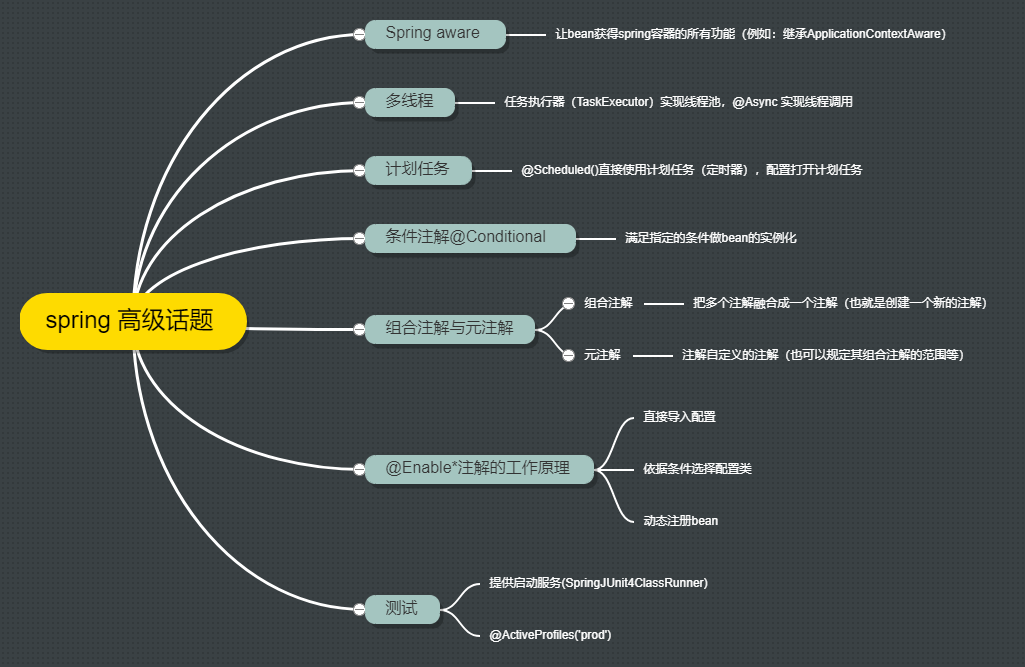 spring 高级话题
Spring aware
让bean获得spring容器的所有功能（例如：继承ApplicationContextAware）
多线程
任务执行器（TaskExecutor）实现线程池，@Async 实现线程调用
计划任务
@Scheduled()直接使用计划任务（定时器），配置打开计划任务
条件注解@Conditional
满足指定的条件做bean的实例化
组合注解与元注解
组合注解
把多个注解融合成一个注解（也就是创建一个新的注解）
元注解
注解自定义的注解（也可以规定其组合注解的范围等）
@Enable*注解的工作原理
直接导入配置
依据条件选择配置类
动态注册bean
测试
提供启动服务(SpringJUnit4ClassRunner)
@ActiveProfiles('prod')